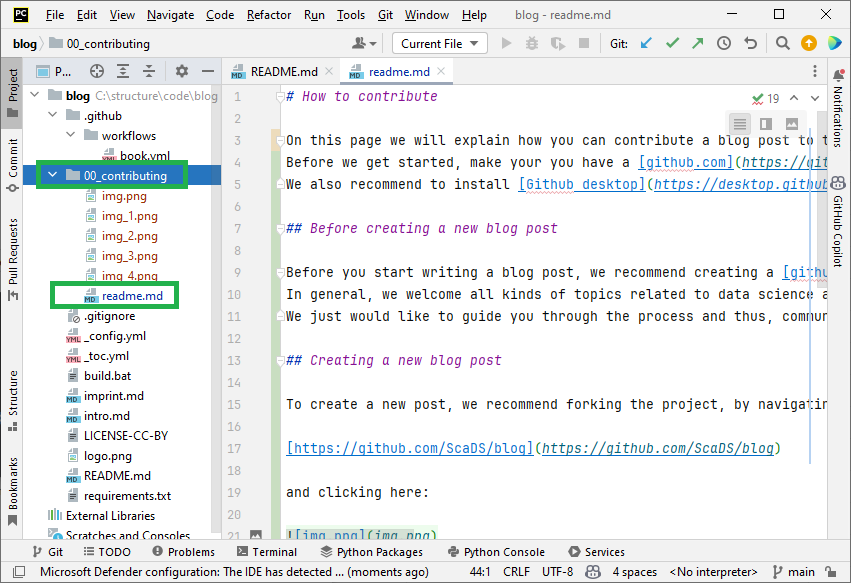 PC File Edit View Navigate Code Refactor Run Tools Git Window Help blog - readme.md
blog 00_contributing Current File Git:
Project
Commit
Pull Requests
Structure
Bookmarks
P...
blog C:\structure\code\blog
.github
workflows
book.yml
00_contributing
img.png
img_1.png
img_2.png
img_3.png
img_4.png
readme.md
.gitignore
_config.yml
_toc.yml
build.bat
imprint.md
intro.md
LICENSE-CC-BY
logo.png
README.md
requirements.txt
External Libraries
Scratches and Consoles
README.md readme.md
19
1 # How to contribute
2
3 On this page we will explain how you can contribute a blog post to t
4 Before we get started, make your you have a [github.com](https://git
5 We also recommend to install [Github desktop](https://desktop.github
6
7 ## Before creating a new blog post
8
9 Before you start writing a blog post, we recommend creating a [githu
10 In general, we welcome all kinds of topics related to data science a
11 We just would like to guide you through the process and thus, commun
12
13 ## Creating a new blog post
14
15 To create a new post, we recommend forking the project, by navigatin
16
17 [https://github.com/ScaDS/blog](https://github.com/ScaDS/blog)
18
19 and clicking here:
20
21 ![img.png](img.png)
Notifications
GitHub Copilot
Git TODO Problems Terminal Python Packages Python Console Services
Microsoft Defender configuration: The IDE has detected ... (moments ago) 44:1 CRLF UTF-8 4 spaces <No interpreter> main